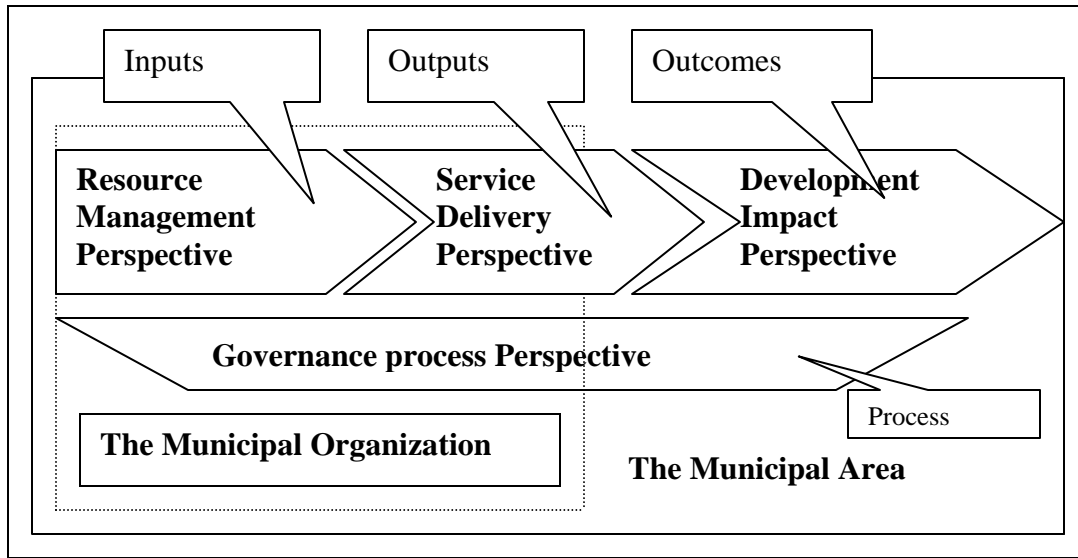 Inputs
Outputs
Outcomes
Resource
Management
Perspective
Service
Delivery
Perspective
Development
Impact
Perspective
Governance process Perspective
Process
The Municipal Organization
The Municipal Area